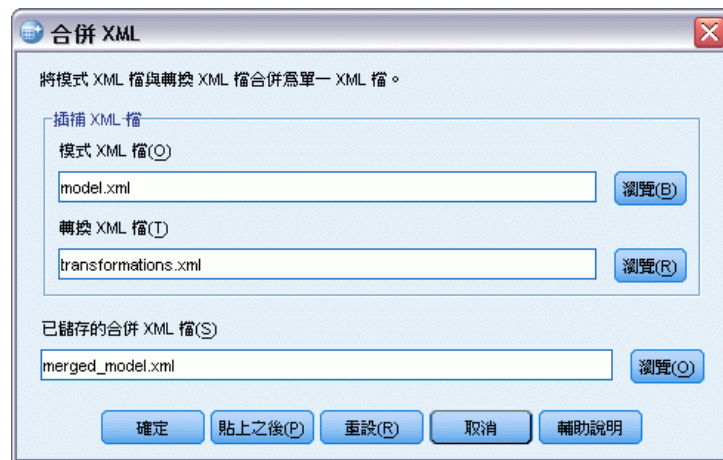 合併 XML
將模式 XML 檔與轉換 XML 檔合併為單一 XML 檔。
插補 XML 檔
模式 XML 檔(O)
model.xml
瀏覽(B)
轉換 XML 檔(T)
transformations.xml
瀏覽(R)
已儲存的合併 XML 檔(S)
merged_model.xml
瀏覽(O)
確定 貼上之後(P) 重設(R) 取消 輔助說明